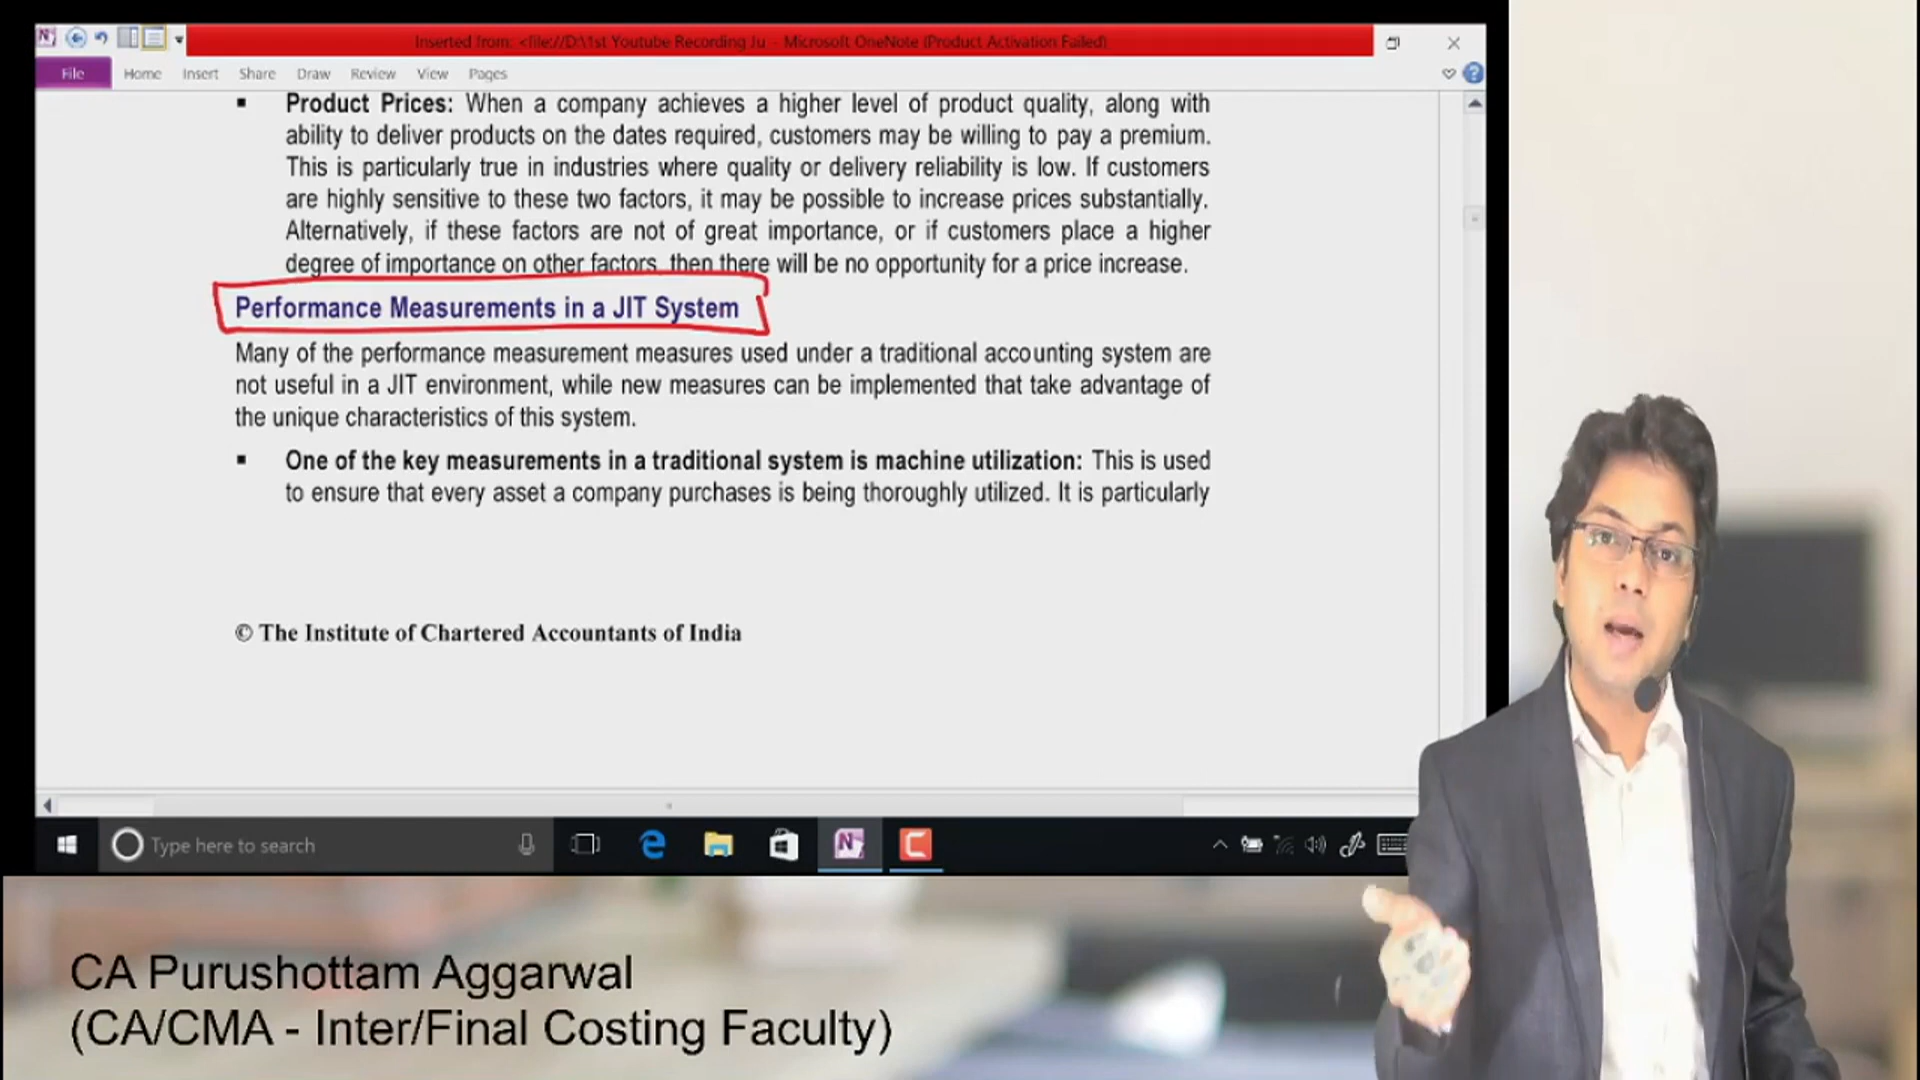 Inserted from: <file://D:\1st Youtube Recording Ju - Microsoft OneNote (Product Activation Failed)
File Home Insert Share Draw Review View Pages
▪ Product Prices: When a company achieves a higher level of product quality, along with
ability to deliver products on the dates required, customers may be willing to pay a premium.
This is particularly true in industries where quality or delivery reliability is low. If customers
are highly sensitive to these two factors, it may be possible to increase prices substantially.
Alternatively, if these factors are not of great importance, or if customers place a higher
degree of importance on other factors, then there will be no opportunity for a price increase.
Performance Measurements in a JIT System
Many of the performance measurement measures used under a traditional accounting system are
not useful in a JIT environment, while new measures can be implemented that take advantage of
the unique characteristics of this system.
▪ One of the key measurements in a traditional system is machine utilization: This is used
to ensure that every asset a company purchases is being thoroughly utilized. It is particularly
© The Institute of Chartered Accountants of India
Type here to search
CA Purushottam Aggarwal
(CA/CMA - Inter/Final Costing Faculty)